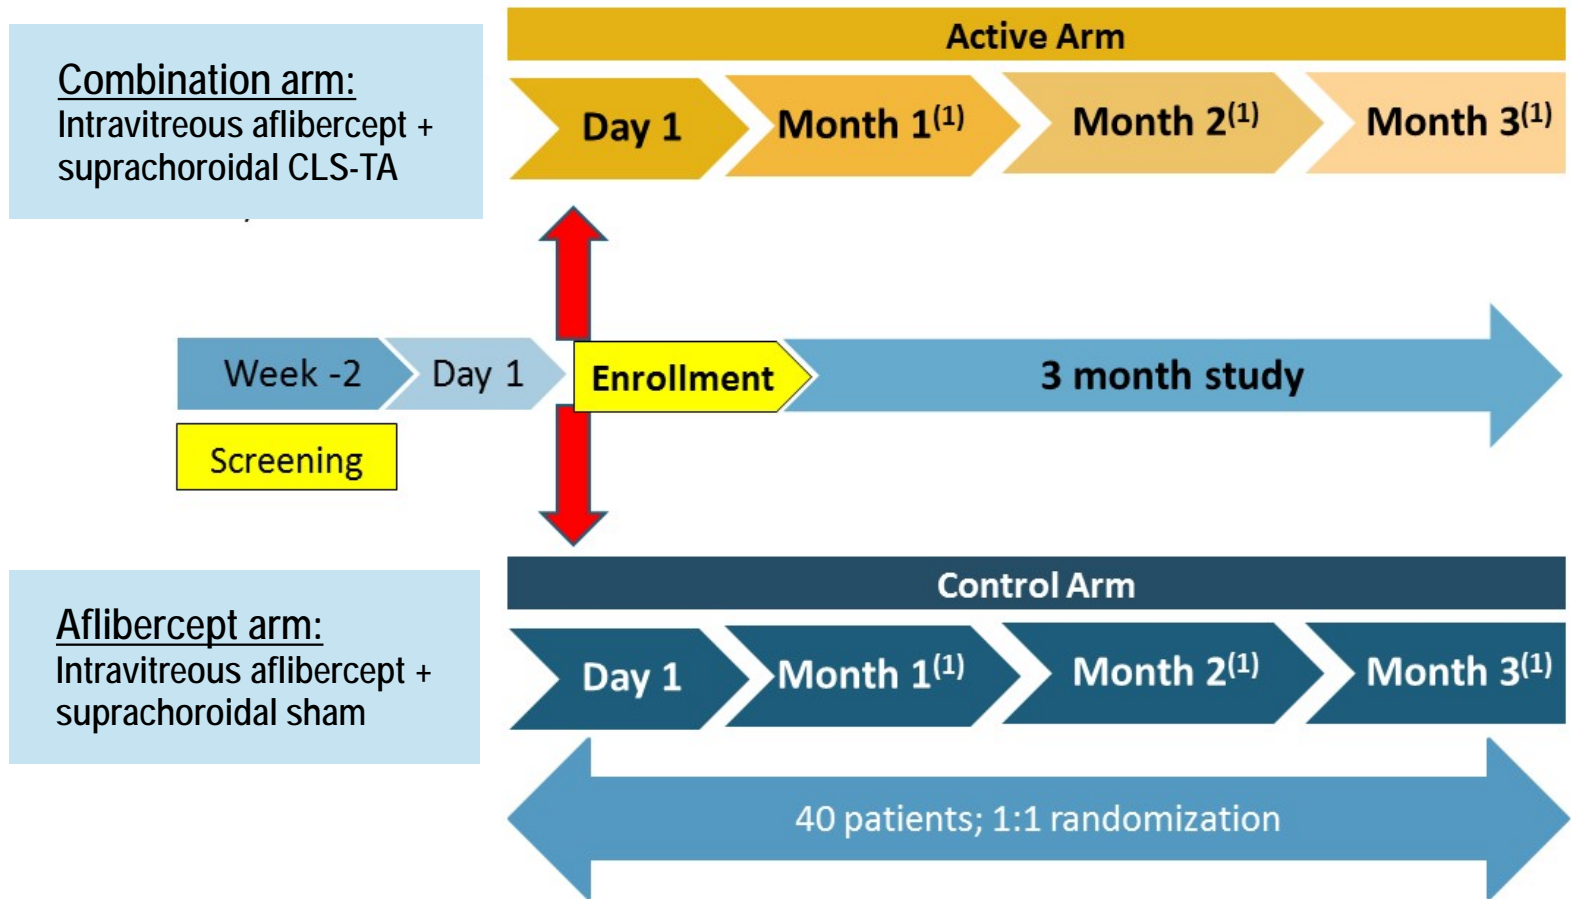 Combination arm:
Intravitreous aflibercept +
suprachoroidal CLS-TA
Active Arm
Day 1
Month 1(1)
Month 2(1)
Month 3(1)
Week -2
Day 1
Enrollment
3 month study
Screening
Aflibercept arm:
Intravitreous aflibercept +
suprachoroidal sham
Control Arm
Day 1
Month 1(1)
Month 2(1)
Month 3(1)
40 patients; 1:1 randomization